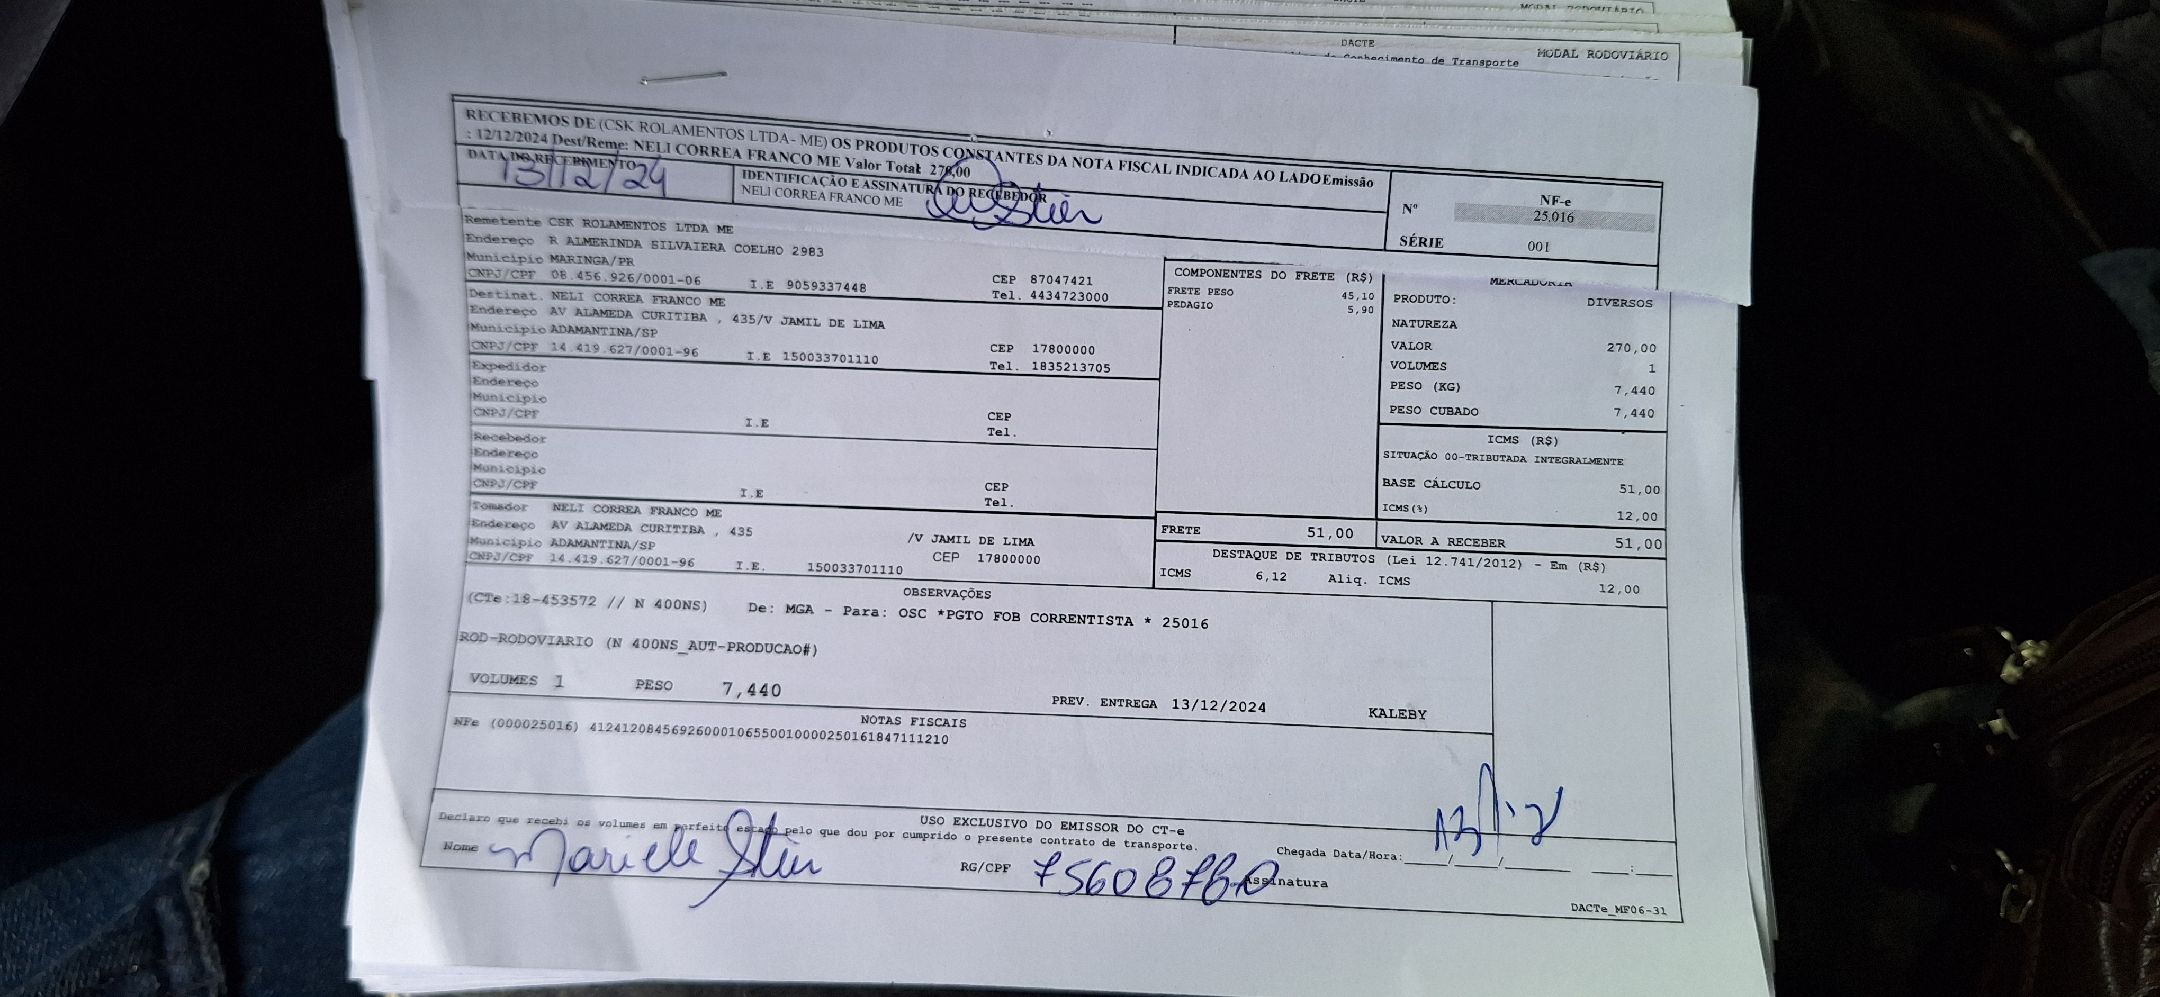 MODAL RODOVIÁRIO
DACTE
MODAL RODOVIÁRIO
Conhecimento de Transporte
RECEBEMOS DE (CSK ROLAMENTOS LTDA- ME) OS PRODUTOS CONSTANTES DA NOTA FISCAL INDICADA AO LADO Emissão
: 12/12/2024 Dest/Reme: NELI CORREA FRANCO ME Valor Total: 270,00
DATA DO RECEBIMENTO
13/12/24
IDENTIFICAÇÃO E ASSINATURA DO RECEBEDOR
NELI CORREA FRANCO ME
NF-e
Nº 25.016
SÉRIE 001
Remetente CSK ROLAMENTOS LTDA ME
Endereço R ALMERINDA SILVAIERA COELHO 2983
Municipio MARINGA/PR
CNPJ/CPF 08.456.926/0001-06 I.E 9059337448 CEP 87047421
Tel. 4434723000
Destinat. NELI CORREA FRANCO ME
Endereço AV ALAMEDA CURITIBA , 435/V JAMIL DE LIMA
Municipio ADAMANTINA/SP
CNPJ/CPF 14.419.627/0001-96 I.E 150033701110 CEP 17800000
Tel. 1835213705
Expedidor
Endereço
Municipio
CNPJ/CPF I.E CEP
Tel.
Recebedor
Endereço
Municipio
CNPJ/CPF I.E CEP
Tel.
Tomador NELI CORREA FRANCO ME
Endereço AV ALAMEDA CURITIBA , 435 /V JAMIL DE LIMA
Municipio ADAMANTINA/SP CEP 17800000
CNPJ/CPF 14.419.627/0001-96 I.E. 150033701110
COMPONENTES DO FRETE (R$)
FRETE PESO 45,10
PEDAGIO 5,90
FRETE 51,00
MERCADORIA
PRODUTO: DIVERSOS
NATUREZA
VALOR 270,00
VOLUMES 1
PESO (KG) 7,440
PESO CUBADO 7,440
ICMS (R$)
SITUAÇÃO 00-TRIBUTADA INTEGRALMENTE
BASE CÁLCULO 51,00
ICMS(%) 12,00
VALOR A RECEBER 51,00
DESTAQUE DE TRIBUTOS (Lei 12.741/2012) - Em (R$)
ICMS 6,12 Aliq. ICMS 12,00
OBSERVAÇÕES
(CTe:18-453572 // N 400NS) De: MGA - Para: OSC *PGTO FOB CORRENTISTA * 25016
ROD-RODOVIARIO (N 400NS_AUT-PRODUCAO#)
VOLUMES 1 PESO 7,440 PREV. ENTREGA 13/12/2024 KALEBY
NOTAS FISCAIS
NFe (000025016) 41241208456926000106550010000250161847111210
USO EXCLUSIVO DO EMISSOR DO CT-e
Declaro que recebi os volumes em perfeito estado pelo que dou por cumprido o presente contrato de transporte.
Nome RG/CPF Assinatura
Chegada Data/Hora:____/____/______ ____:____
DACTe_MF06-31